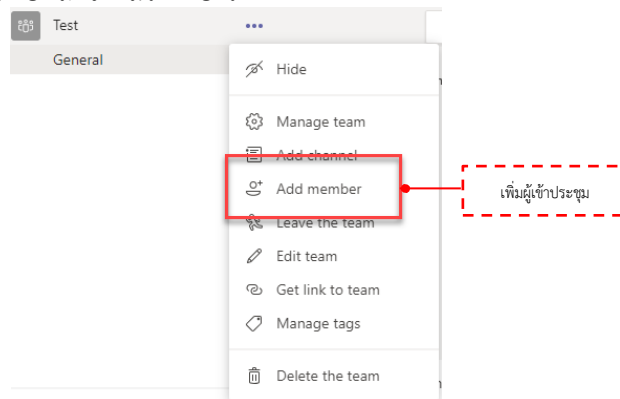 Test
General
Hide
Manage team
Add channel
Add member
เพิ่มผู้เข้าประชุม
Leave the team
Edit team
Get link to team
Manage tags
Delete the team